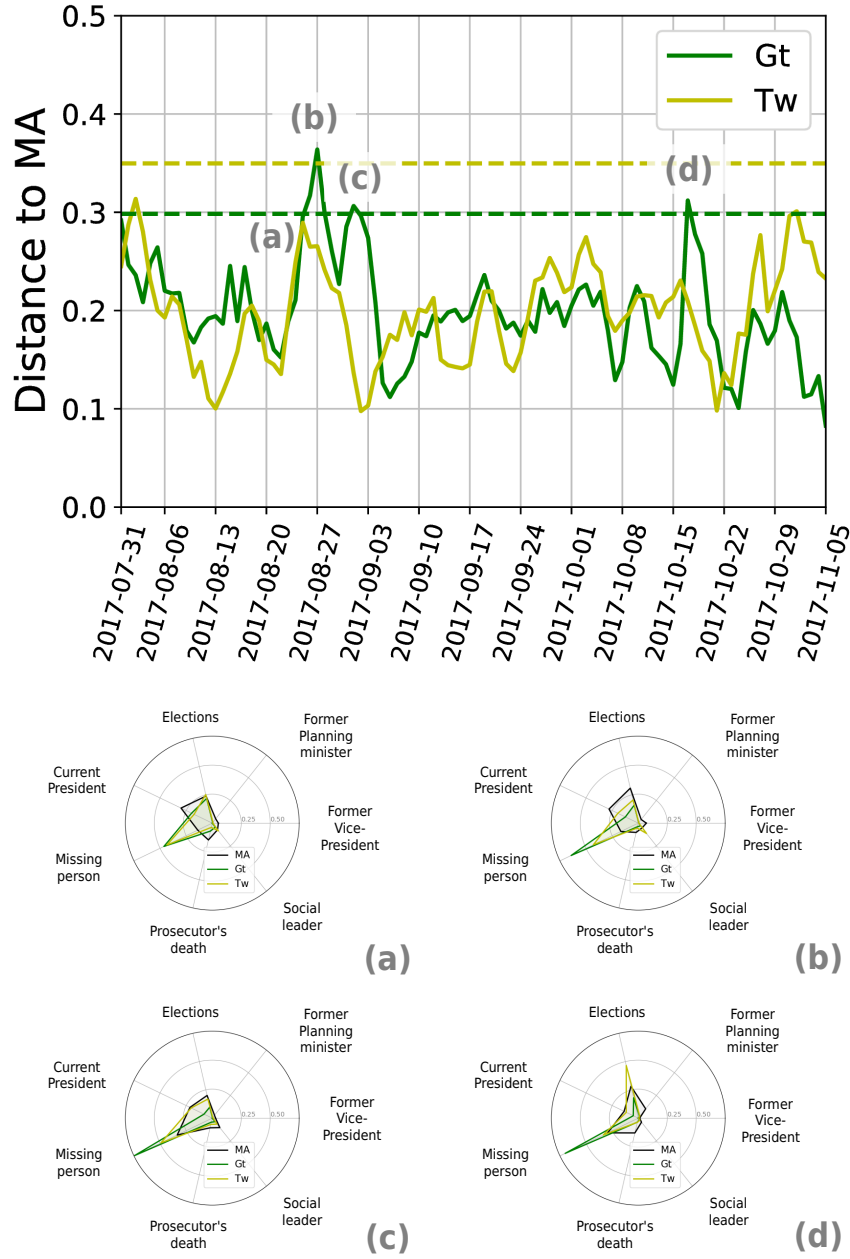 0.5
0.4
0.3
0.2
0.1
0.0
Distance to MA
Gt
Tw
(b)
(c)
(d)
(a)
2017-07-31
2017-08-06
2017-08-13
2017-08-20
2017-08-27
2017-09-03
2017-09-10
2017-09-17
2017-09-24
2017-10-01
2017-10-08
2017-10-15
2017-10-22
2017-10-29
2017-11-05
Elections
Former
Planning
minister
Current
President
0.25 0.50
Former
Vice-
President
Missing
person
MA
Gt
Tw
Social
leader
Prosecutor's
death
(a)
Elections
Former
Planning
minister
Current
President
0.25 0.50
Former
Vice-
President
Missing
person
MA
Gt
Tw
Social
leader
Prosecutor's
death
(b)
Elections
Former
Planning
minister
Current
President
0.25 0.50
Former
Vice-
President
Missing
person
MA
Gt
Tw
Social
leader
Prosecutor's
death
(c)
Elections
Former
Planning
minister
Current
President
0.25 0.50
Former
Vice-
President
Missing
person
MA
Gt
Tw
Social
leader
Prosecutor's
death
(d)